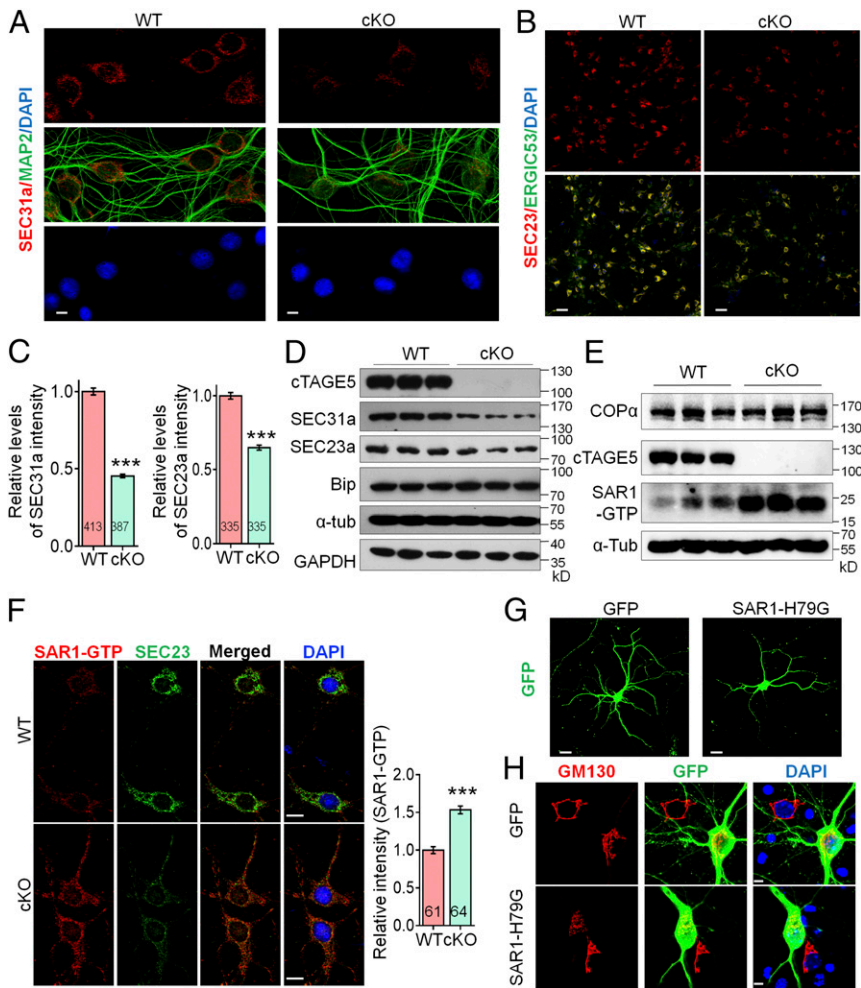 A
WT
cKO
SEC31a/MAP2/DAPI
B
WT
cKO
SEC23/ERGIC53/DAPI
C
Relative levels
of SEC31a intensity
1.0
0.5
0.0
***
413
387
WT
cKO
Relative levels
of SEC23a intensity
1.0
0.5
0.0
***
335
335
WT
cKO
D
WT
cKO
cTAGE5
130
100
SEC31a
170
130
SEC23a
100
70
Bip
100
70
α-tub
70
55
GAPDH
40
35
kD
E
WT
cKO
COPα
170
130
cTAGE5
130
100
SAR1
-GTP
25
15
α-Tub
70
55
kD
F
SAR1-GTP
SEC23
Merged
DAPI
WT
cKO
Relative intensity (SAR1-GTP)
2.0
1.5
1.0
0.5
0.0
***
61
64
WT
cKO
G
GFP
SAR1-H79G
GFP
H
GM130
GFP
DAPI
GFP
SAR1-H79G